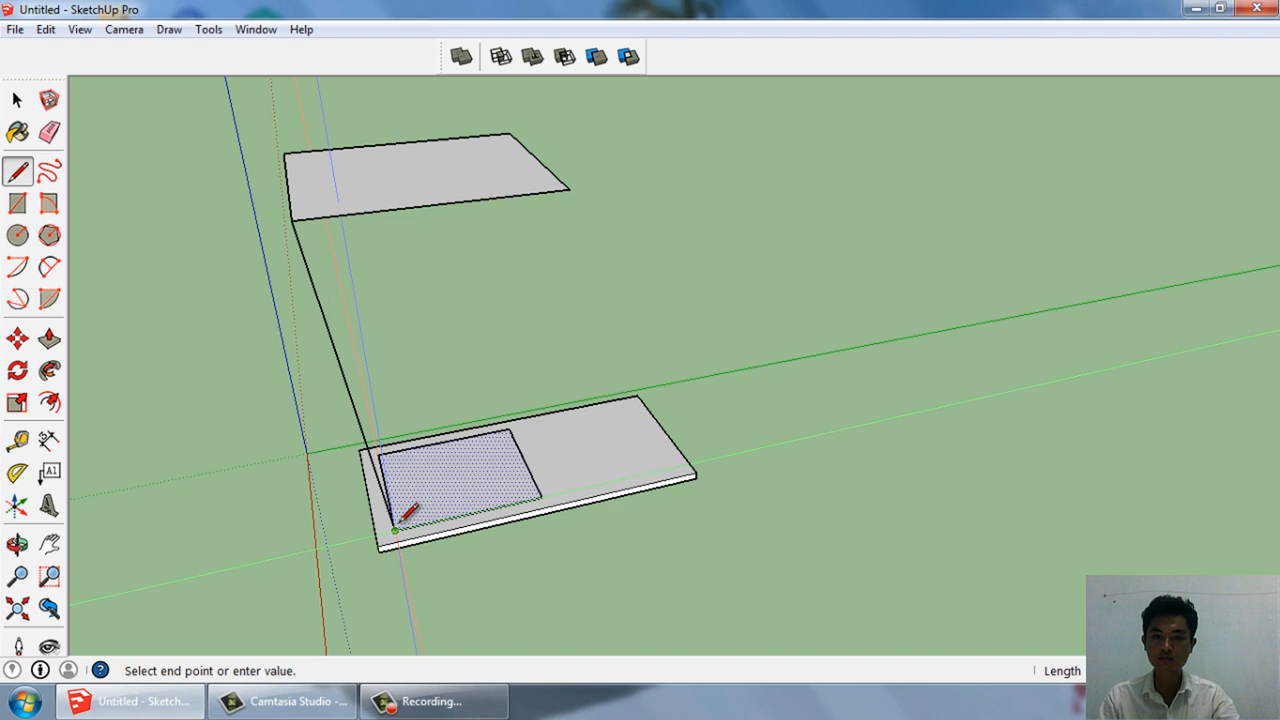 Untitled - SketchUp Pro
File Edit View Camera Draw Tools Window Help
A1
Select end point or enter value.
Length
Untitled - Sketch...
Camtasia Studio -...
Recording...